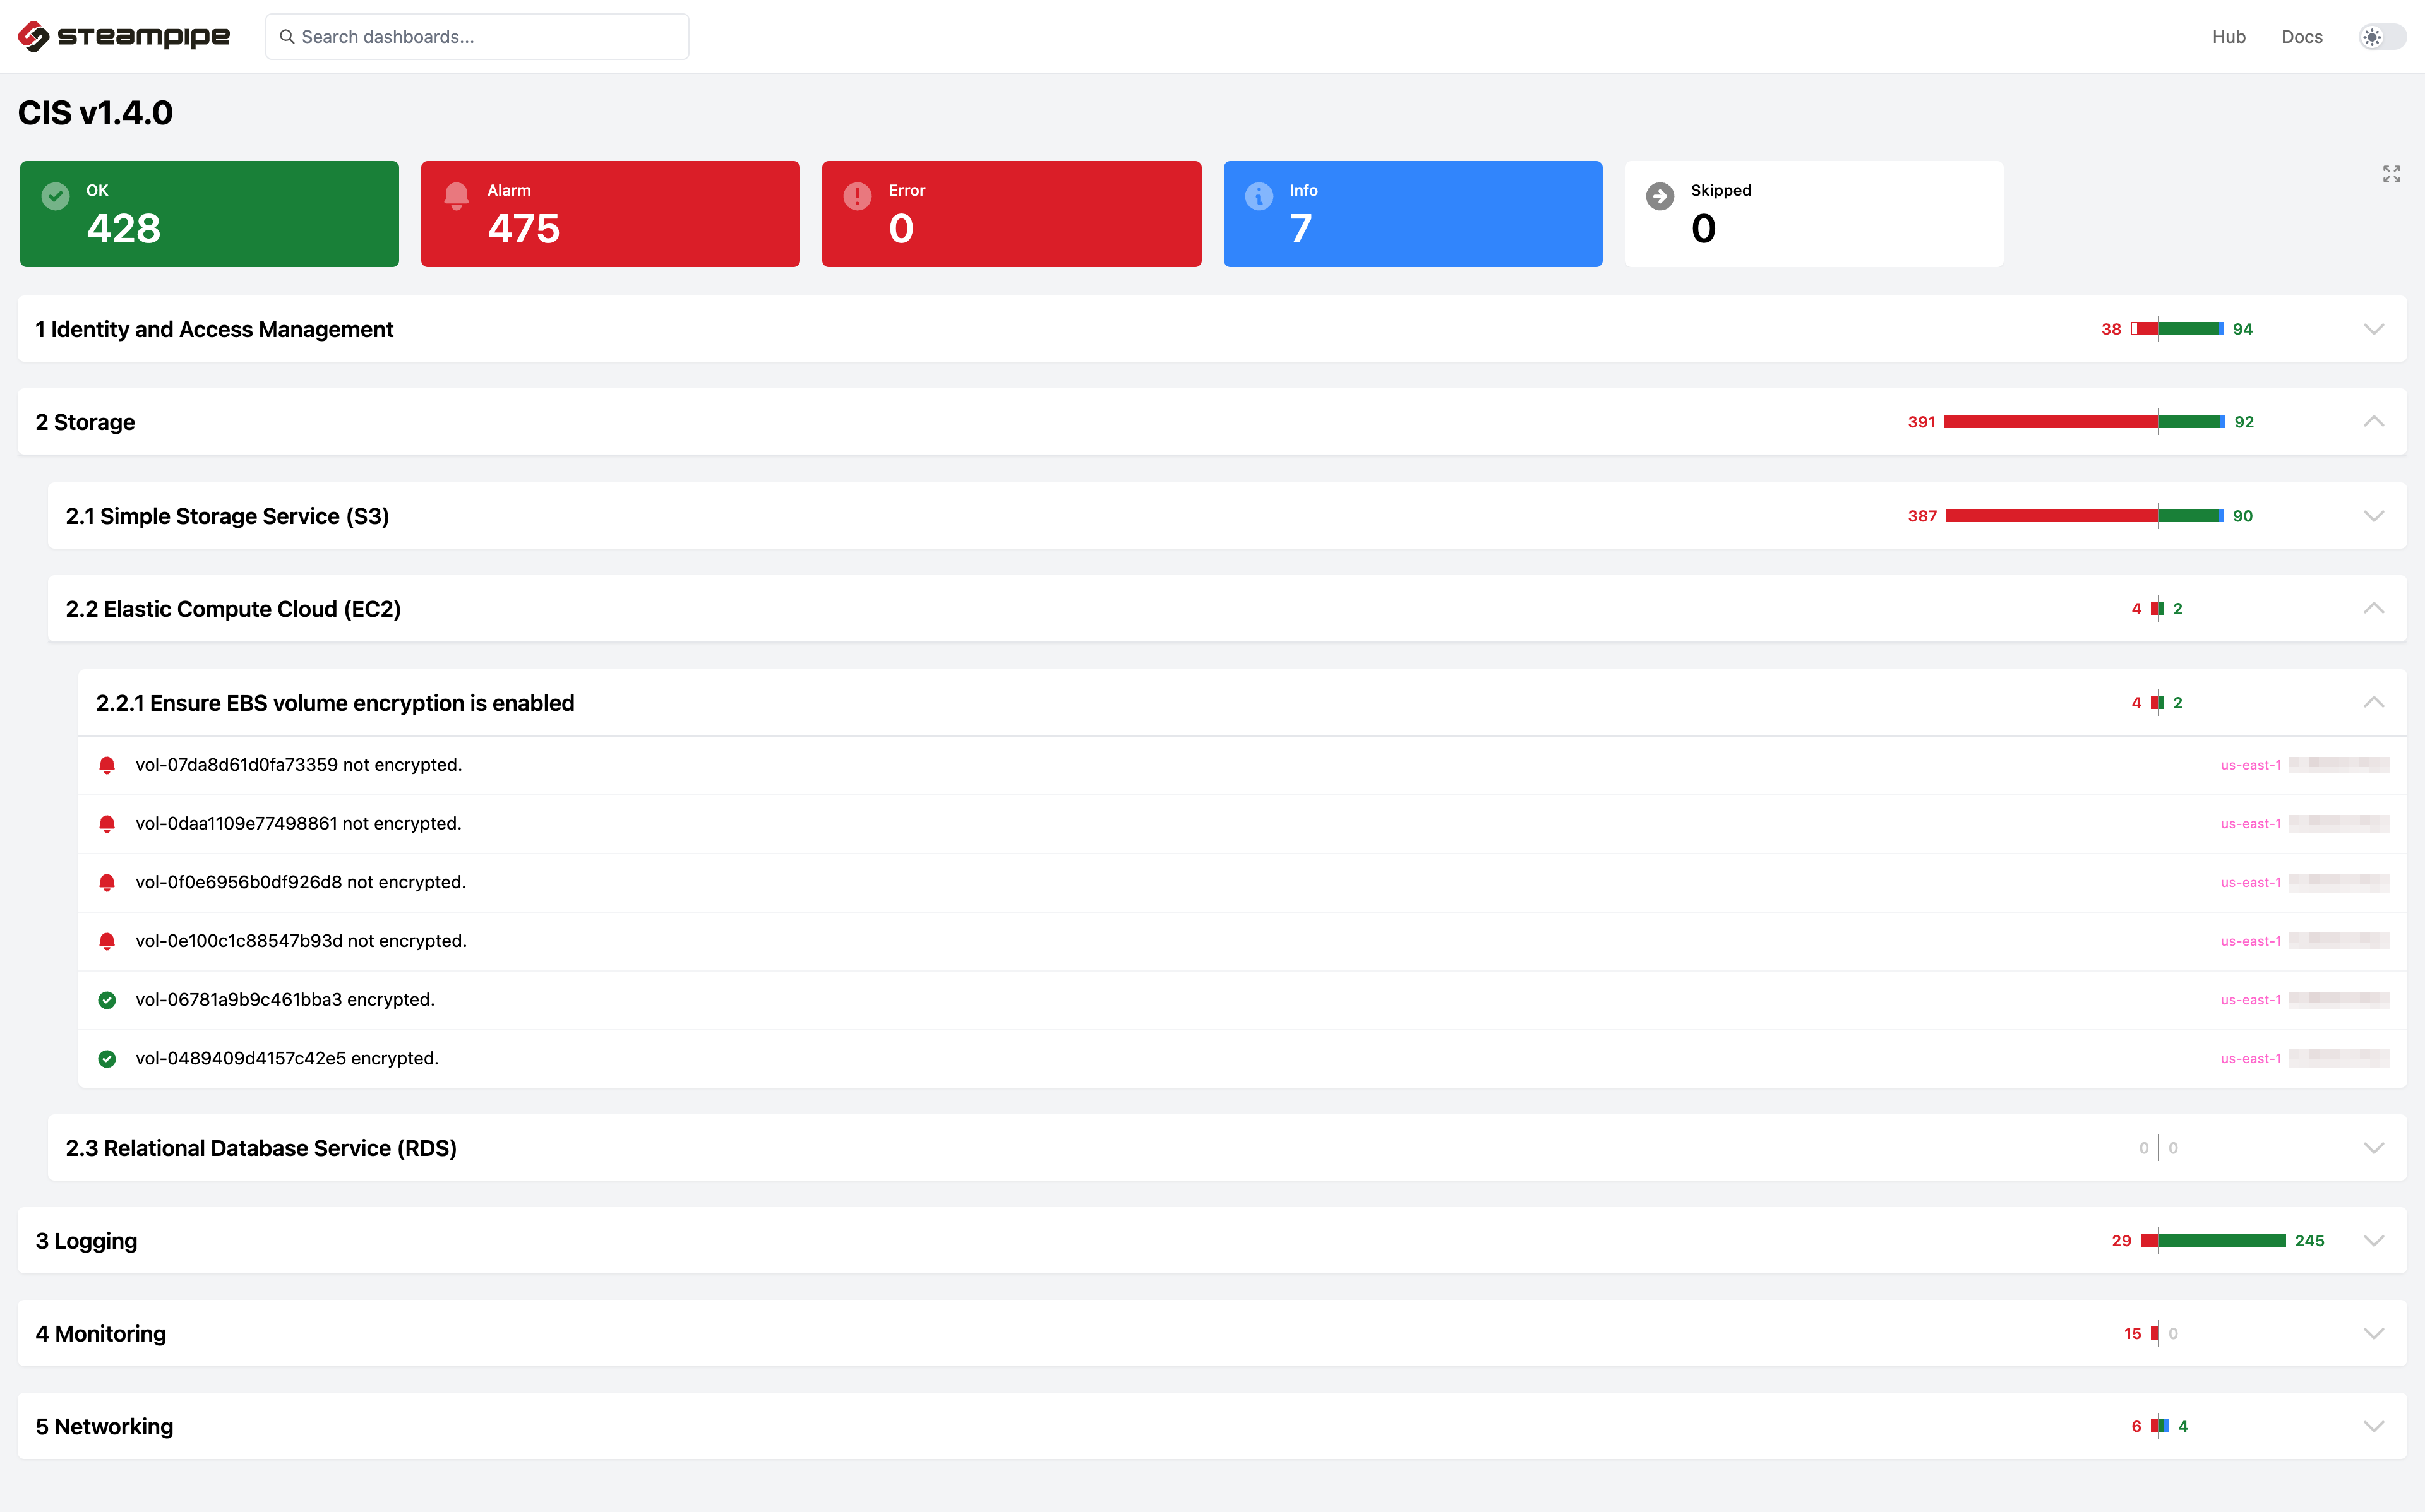 steampipe
Search dashboards...
Hub
Docs
CIS v1.4.0
OK
428
Alarm
475
Error
0
Info
7
Skipped
0
1 Identity and Access Management 38 94
2 Storage 391 92
2.1 Simple Storage Service (S3) 387 90
2.2 Elastic Compute Cloud (EC2) 4 2
2.2.1 Ensure EBS volume encryption is enabled 4 2
vol-07da8d61d0fa73359 not encrypted. us-east-1
vol-0daa1109e77498861 not encrypted. us-east-1
vol-0f0e6956b0df926d8 not encrypted. us-east-1
vol-0e100c1c88547b93d not encrypted. us-east-1
vol-06781a9b9c461bba3 encrypted. us-east-1
vol-0489409d4157c42e5 encrypted. us-east-1
2.3 Relational Database Service (RDS) 0 0
3 Logging 29 245
4 Monitoring 15 0
5 Networking 6 4